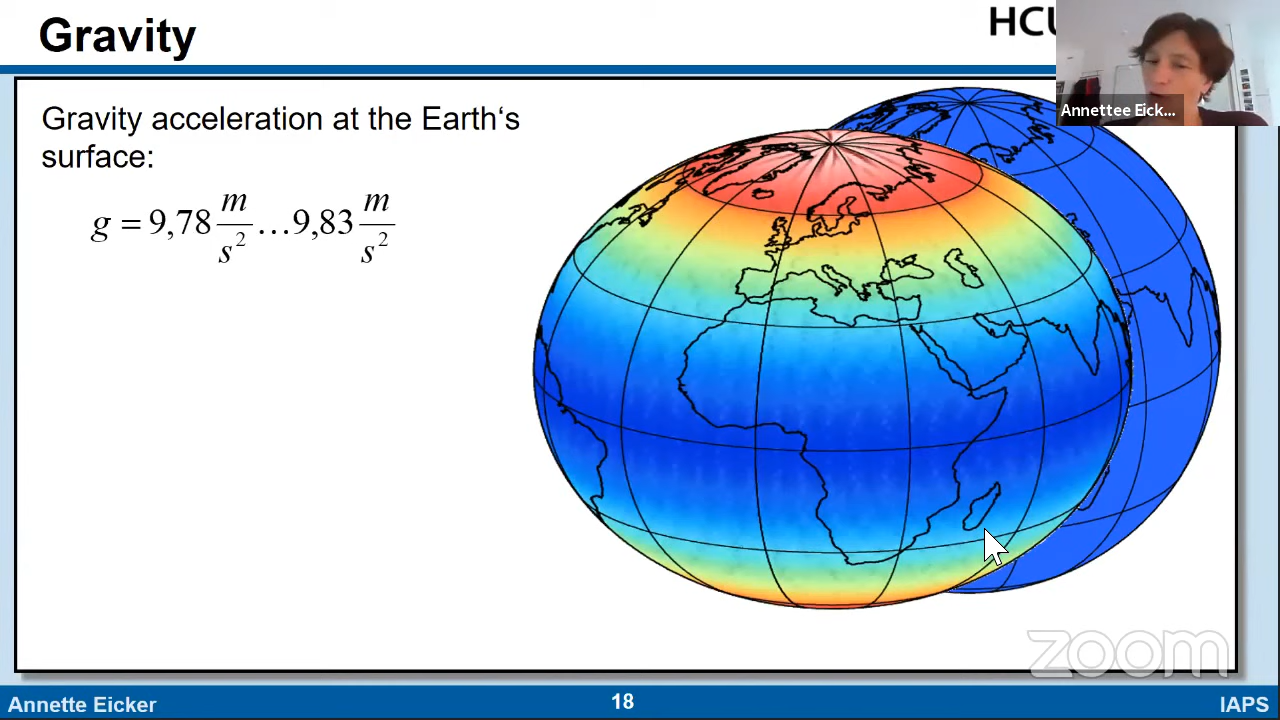 Gravity
HCU
Annettee Eick...
Gravity acceleration at the Earth‘s
surface:
g = 9,78 m/s² …9,83 m/s²
zoom
Annette Eicker
18
IAPS